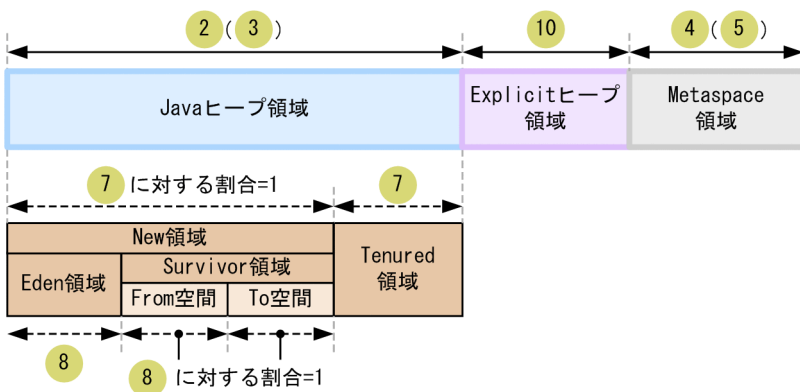 2(3)
10
4(5)
Javaヒープ領域
Explicitヒープ
領域
Metaspace
領域
7 に対する割合=1
7
New領域
Eden領域
Survivor領域
From空間
To空間
Tenured
領域
8
8 に対する割合=1